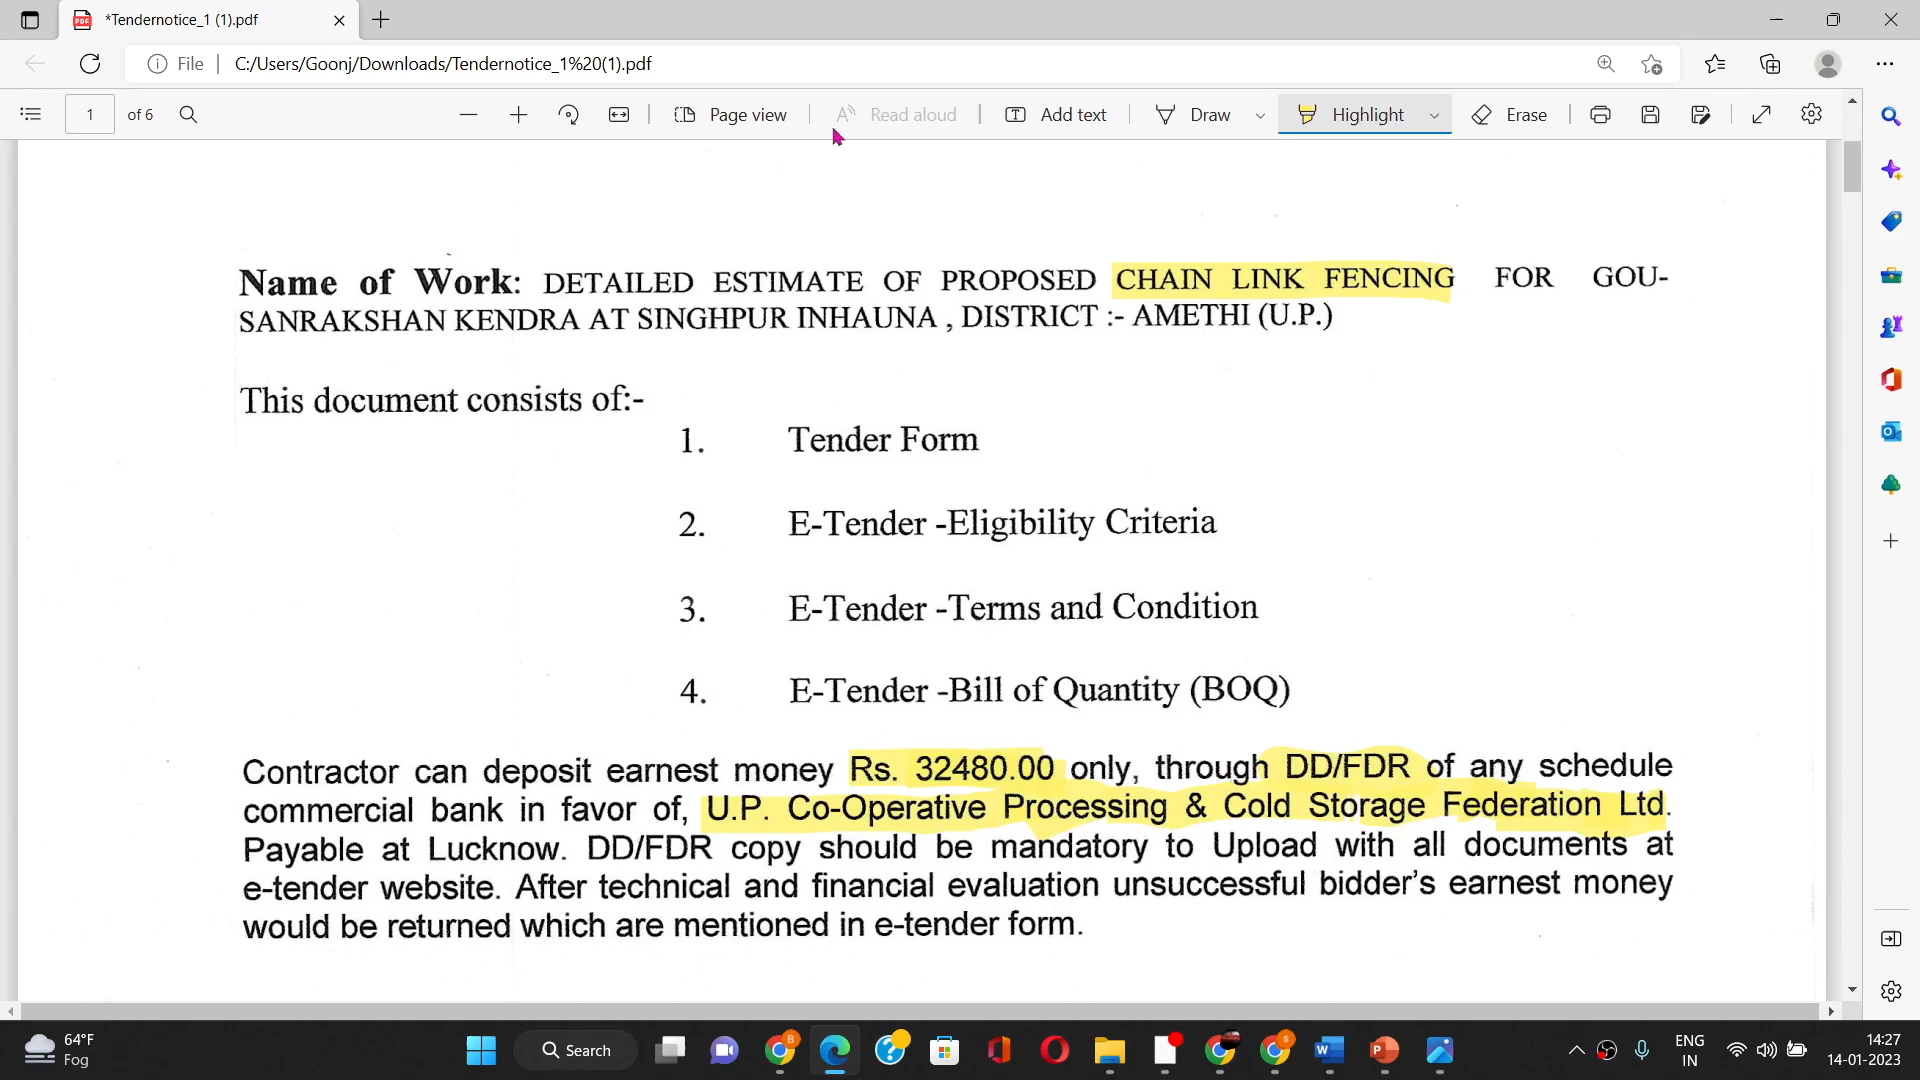 *Tendernotice_1 (1).pdf
File
C:/Users/Goonj/Downloads/Tendernotice_1%20(1).pdf
1 of 6
Page view
Read aloud
Add text
Draw
Highlight
Erase
Name of Work: DETAILED ESTIMATE OF PROPOSED CHAIN LINK FENCING FOR GOU-
SANRAKSHAN KENDRA AT SINGHPUR INHAUNA , DISTRICT :- AMETHI (U.P.)
This document consists of:-
1. Tender Form
2. E-Tender -Eligibility Criteria
3. E-Tender -Terms and Condition
4. E-Tender -Bill of Quantity (BOQ)
Contractor can deposit earnest money Rs. 32480.00 only, through DD/FDR of any schedule
commercial bank in favor of, U.P. Co-Operative Processing & Cold Storage Federation Ltd.
Payable at Lucknow. DD/FDR copy should be mandatory to Upload with all documents at
e-tender website. After technical and financial evaluation unsuccessful bidder's earnest money
would be returned which are mentioned in e-tender form.
64°F
Fog
Search
ENG
IN
14:27
14-01-2023